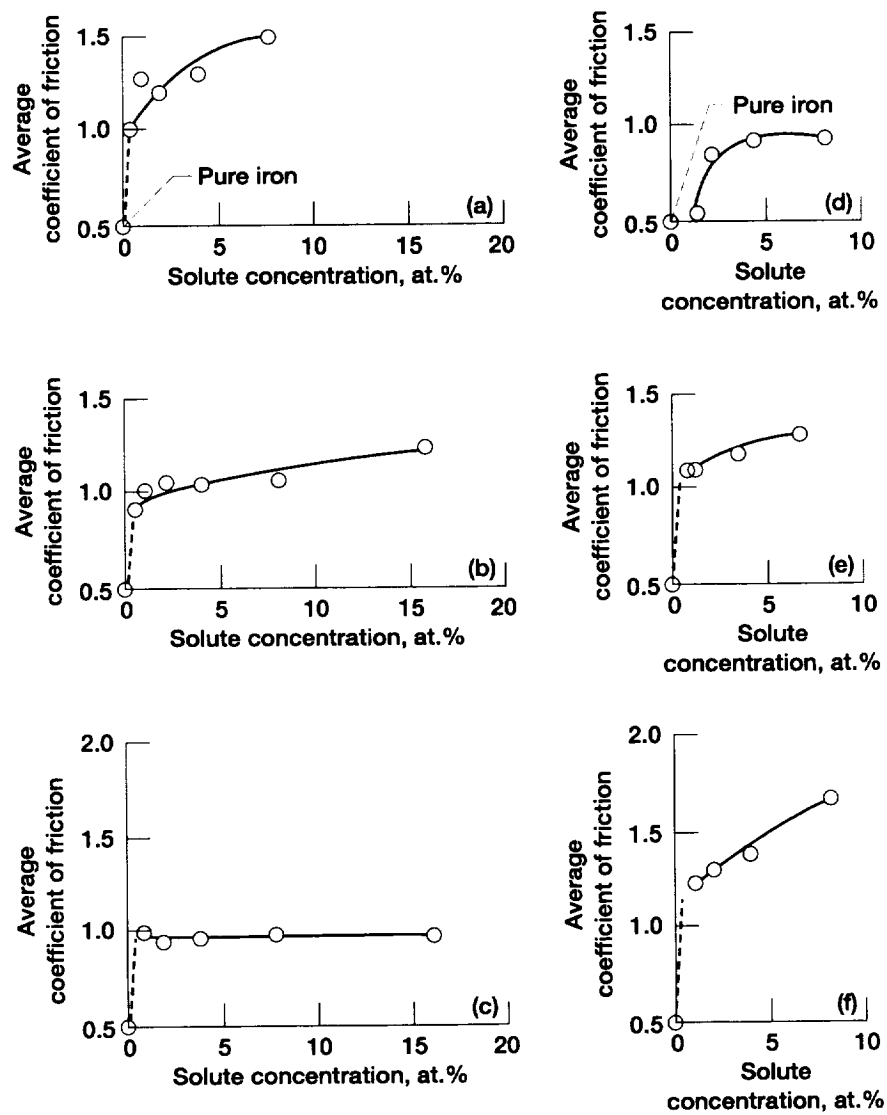 Average
coefficient of friction
1.5
1.0
0.5
Pure iron
(a)
0 5 10 15 20
Solute concentration, at.%
Average
coefficient of friction
1.5
1.0
0.5
Pure iron
(d)
0 5 10
Solute
concentration, at.%
Average
coefficient of friction
1.5
1.0
0.5
(b)
0 5 10 15 20
Solute concentration, at.%
Average
coefficient of friction
1.5
1.0
0.5
(e)
0 5 10
Solute
concentration, at.%
Average
coefficient of friction
2.0
1.5
1.0
0.5
(c)
0 5 10 15 20
Solute concentration, at.%
Average
coefficient of friction
2.0
1.5
1.0
0.5
(f)
0 5 10
Solute
concentration, at.%